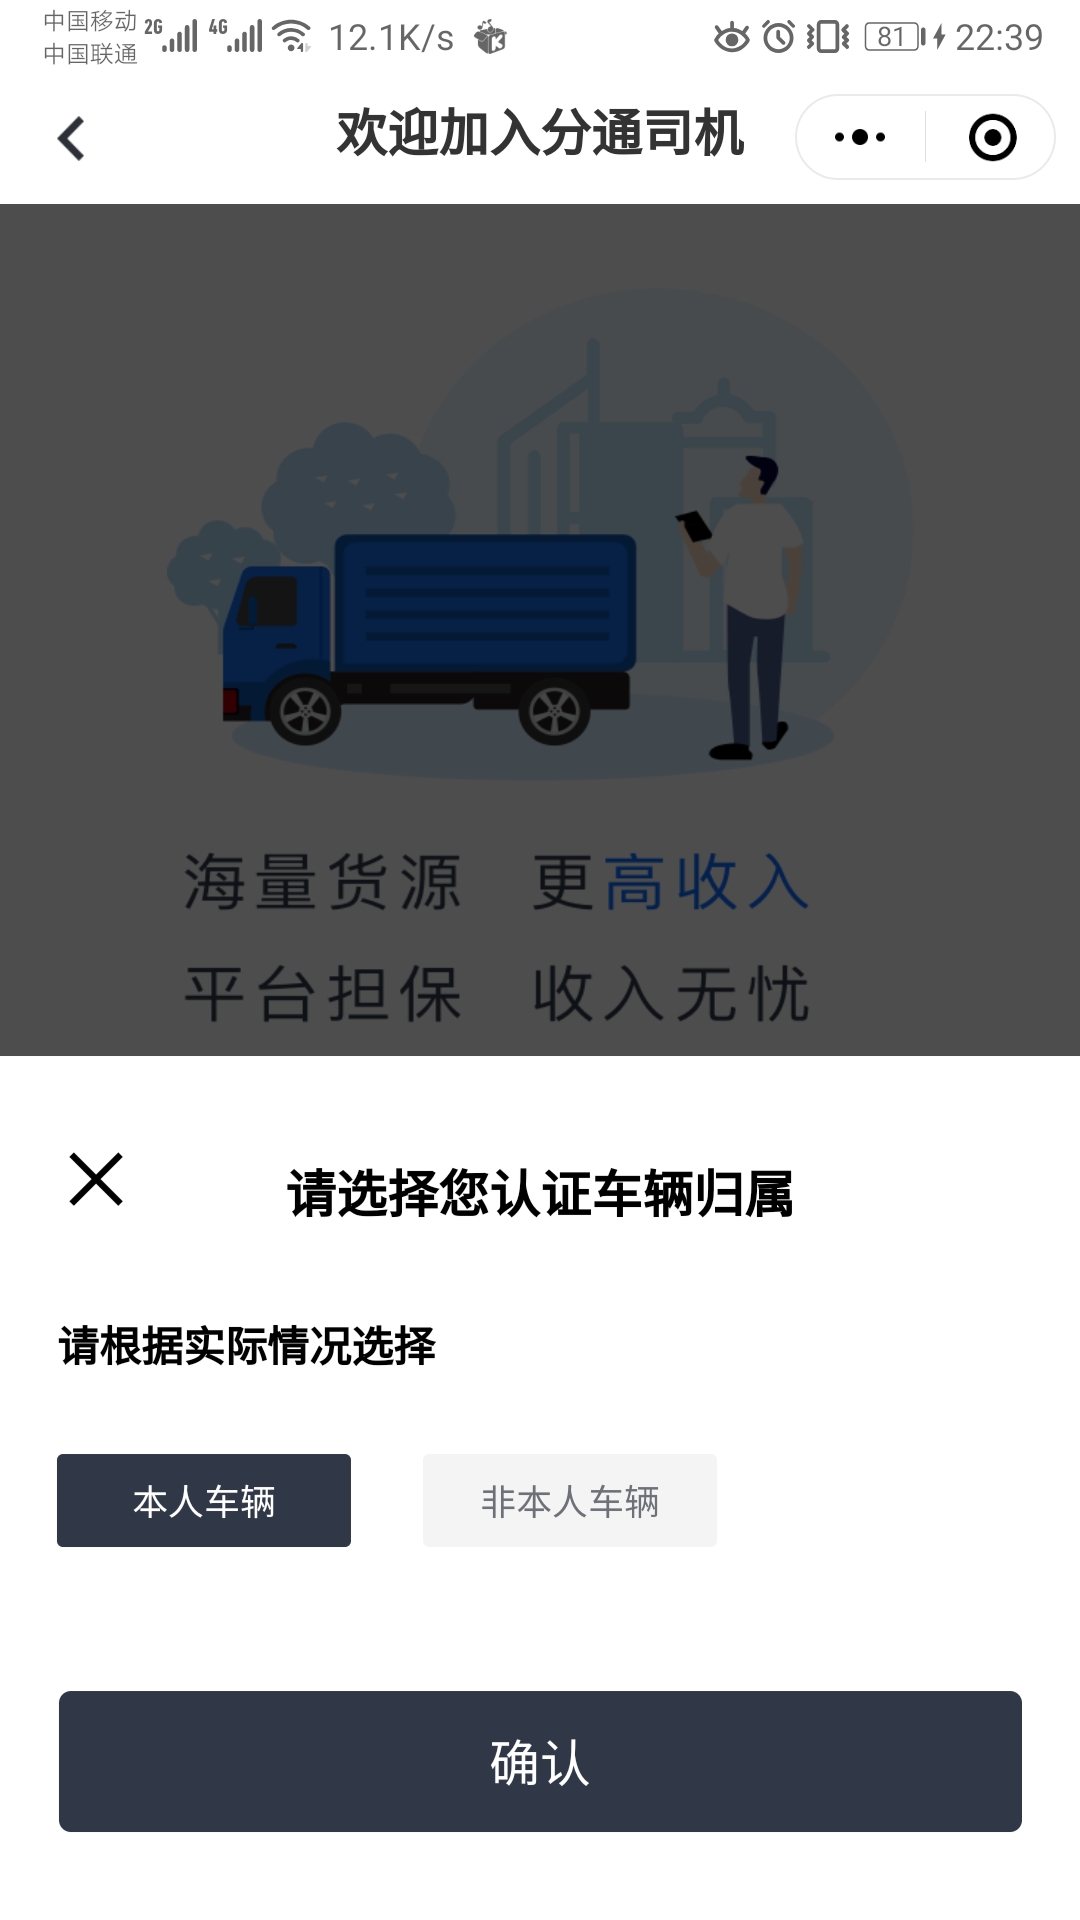 中国移动 2G 4G 12.1K/s 81 22:39
中国联通
欢迎加入分通司机
海量货源 更高收入
平台担保 收入无忧
请选择您认证车辆归属
请根据实际情况选择
本人车辆 非本人车辆
确认